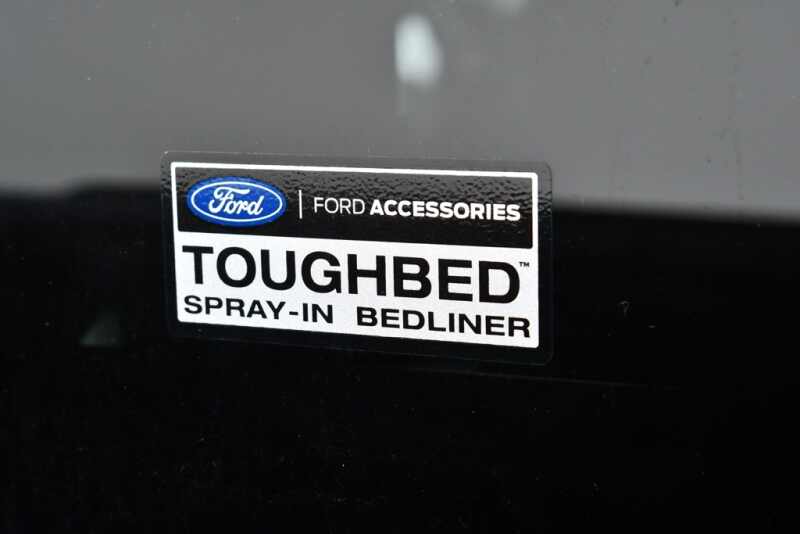 Ford | FORD ACCESSORIES
TOUGHBED™
SPRAY-IN BEDLINER